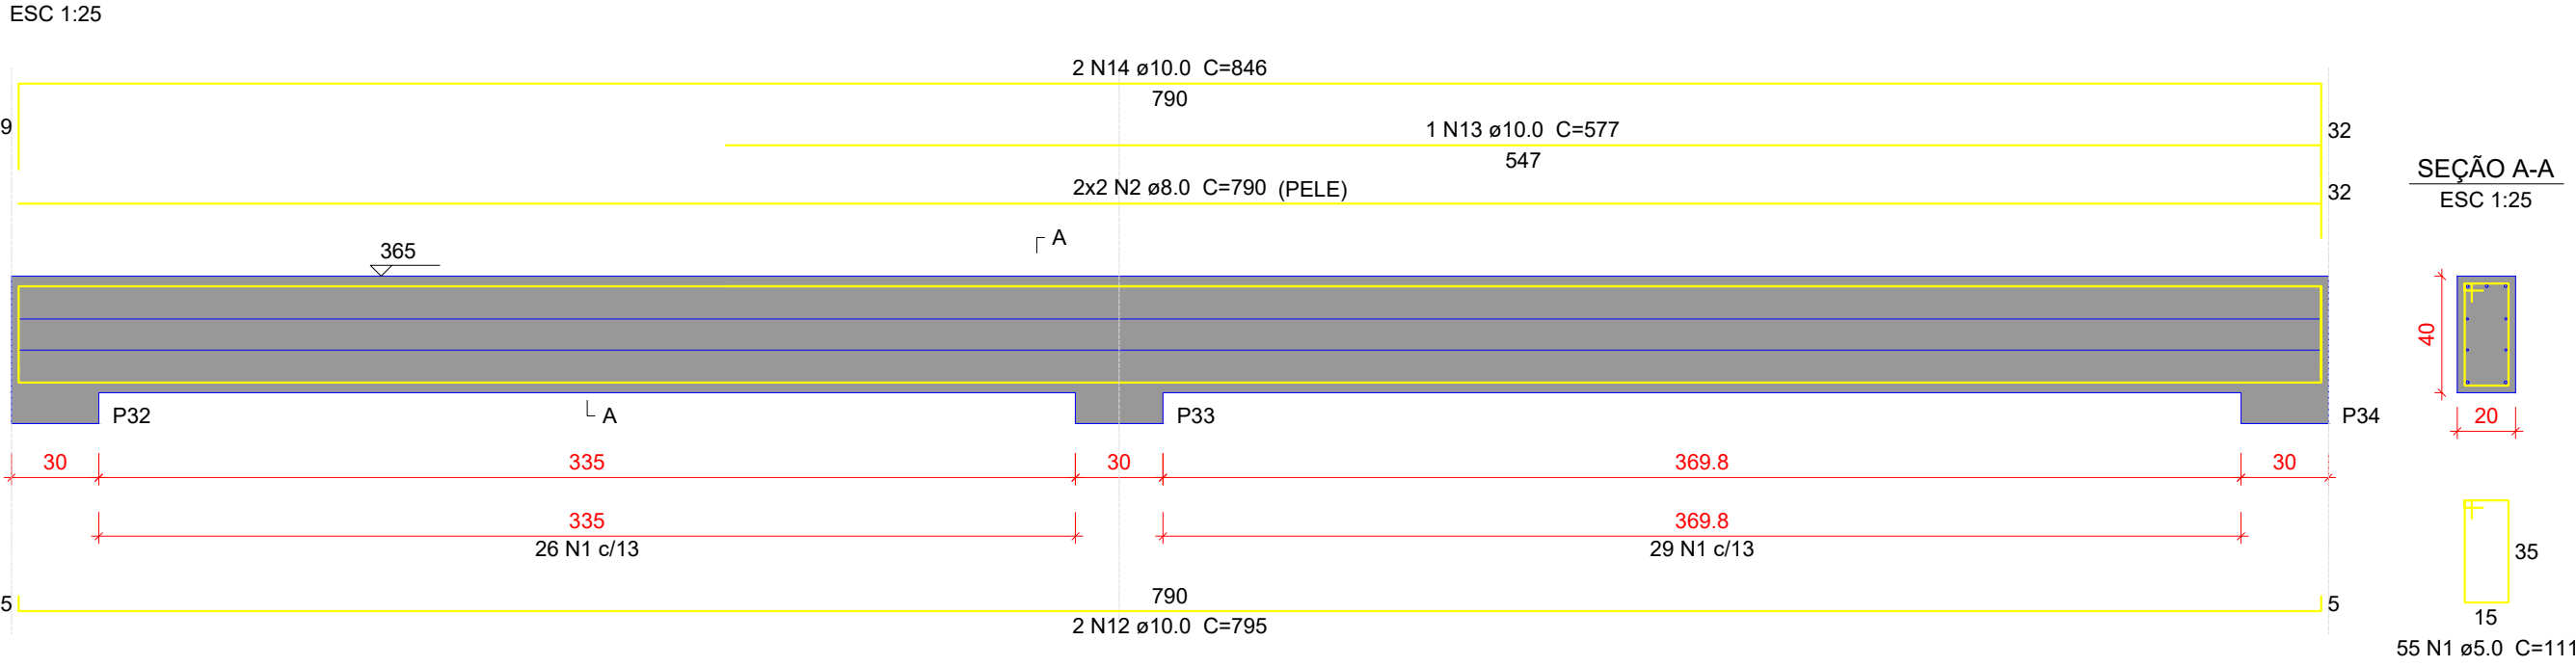 ESC 1:25
2 N14 ø10.0 C=846
790
9
1 N13 ø10.0 C=577
32
547
2x2 N2 ø8.0 C=790 (PELE)
32
SEÇÃO A-A
ESC 1:25
A
365
40
20
P32
A
P33
P34
30
335
30
369.8
30
335
369.8
26 N1 c/13
29 N1 c/13
35
15
55 N1 ø5.0 C=111
5
790
5
2 N12 ø10.0 C=795